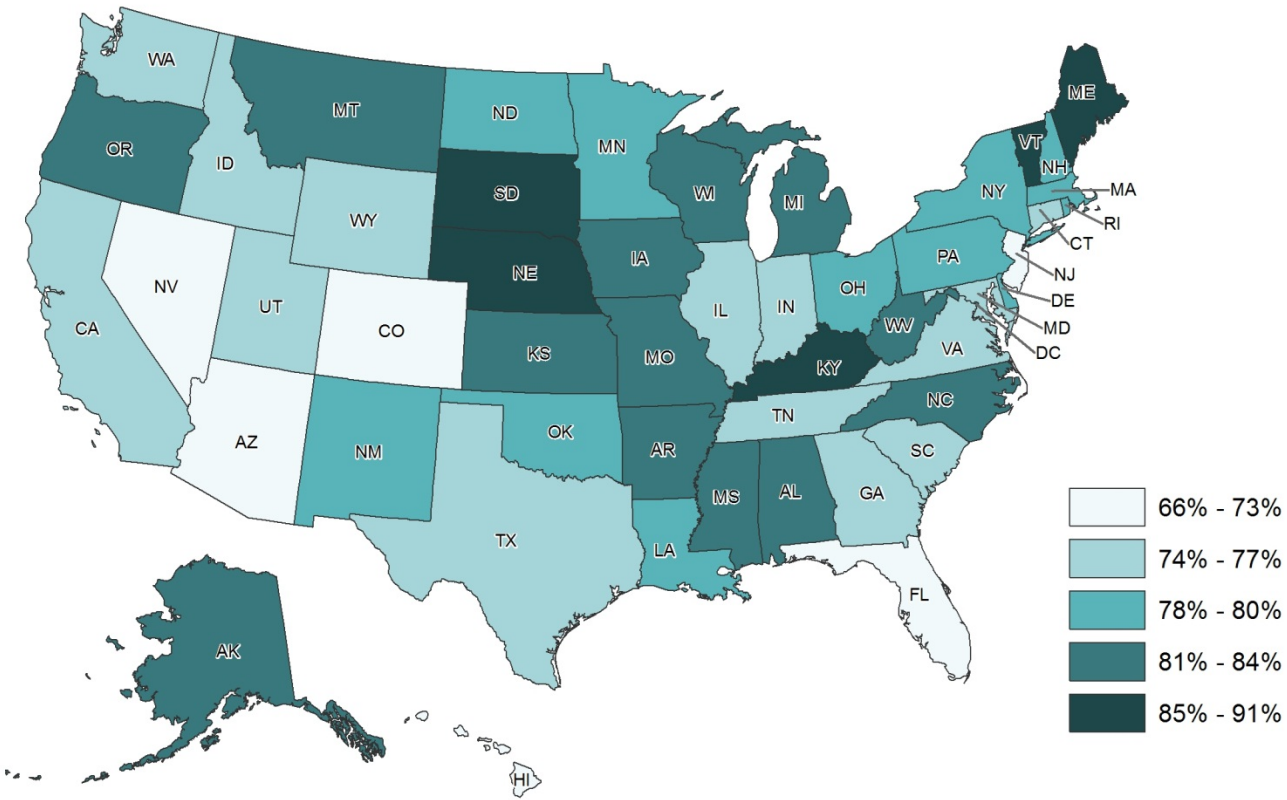 WA
MT
ND
MN
ME
VT
NH
OR
ID
SD
WI
MI
NY
MA
RI
WY
CT
NV
NE
IA
PA
NJ
UT
IL
IN
OH
DE
CA
CO
WV
MD
KS
MO
VA
DC
KY
NC
TN
AZ
NM
OK
AR
SC
MS
AL
GA
66% - 73%
TX
LA
74% - 77%
FL
78% - 80%
AK
81% - 84%
85% - 91%
HI